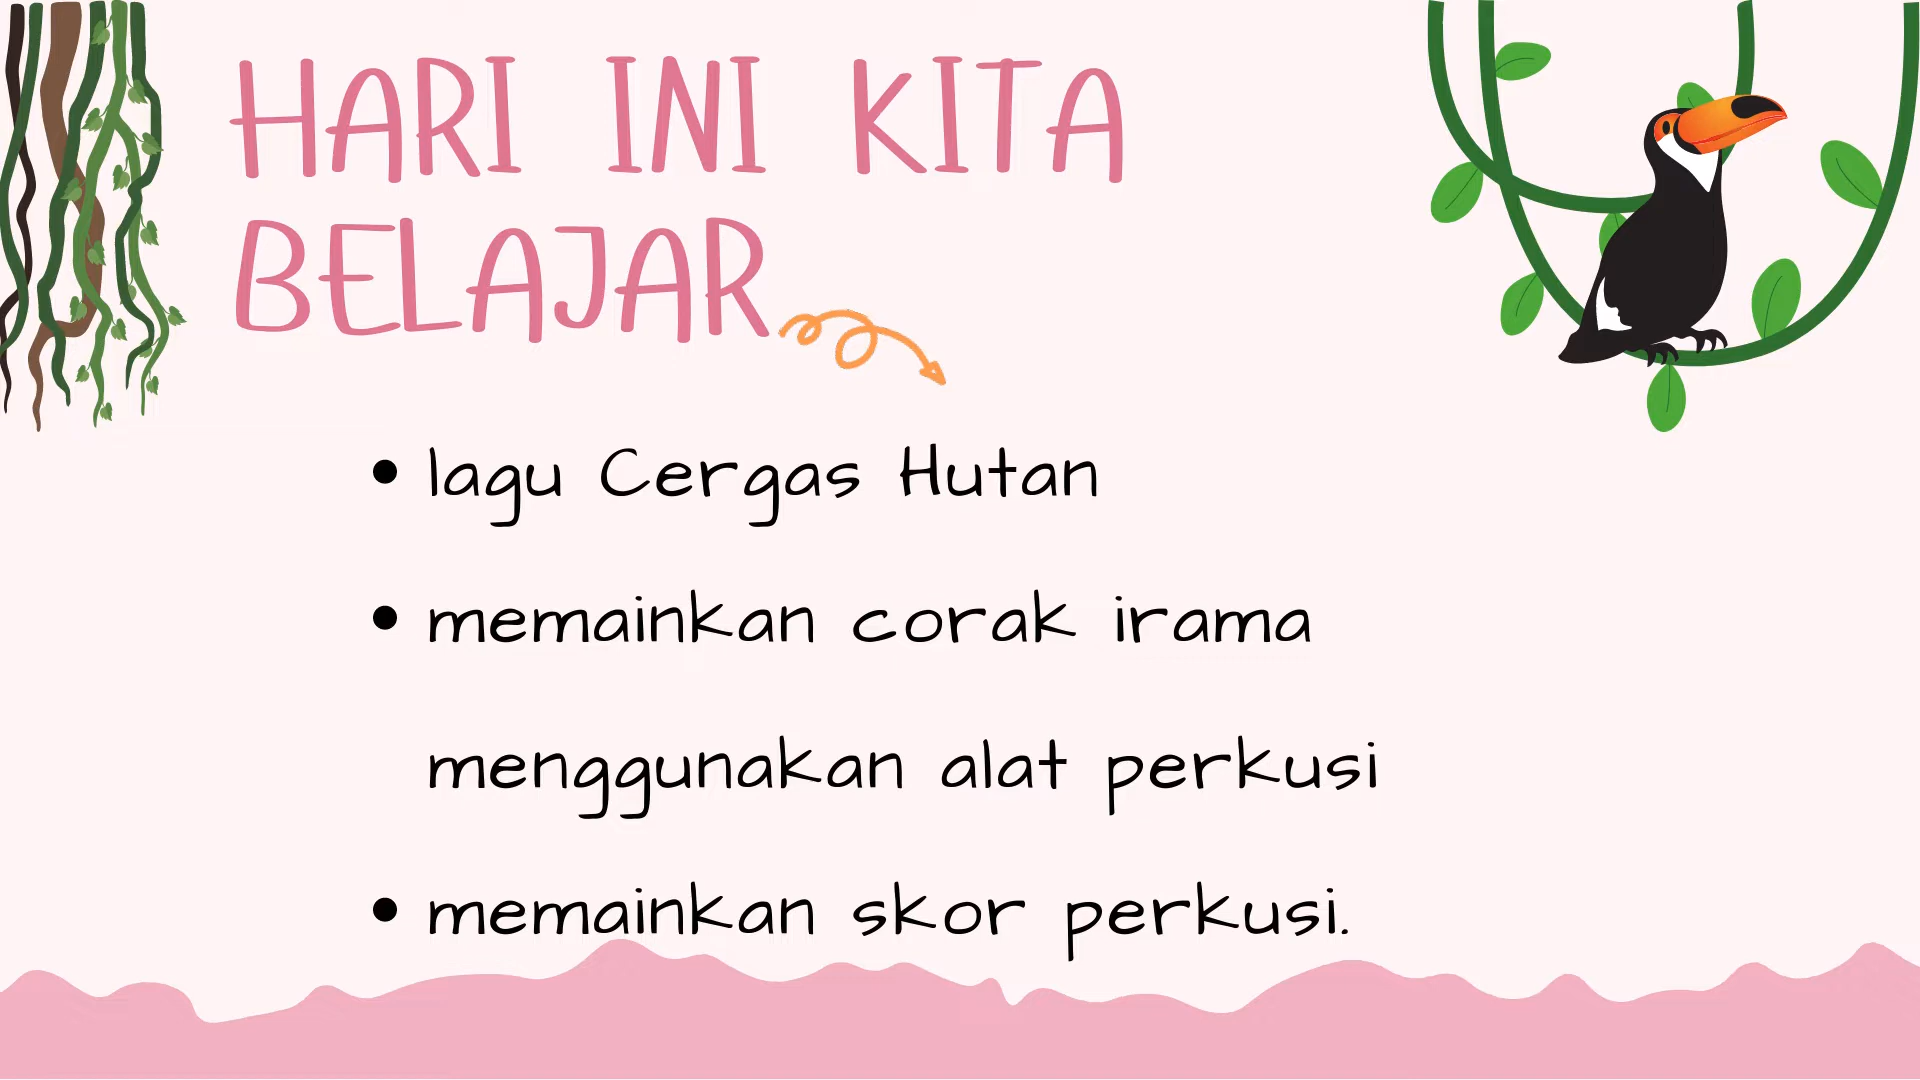 HARI INI KITA
BELAJAR
• lagu Cergas Hutan
• memainkan corak irama
menggunakan alat perkusi
• memainkan skor perkusi.